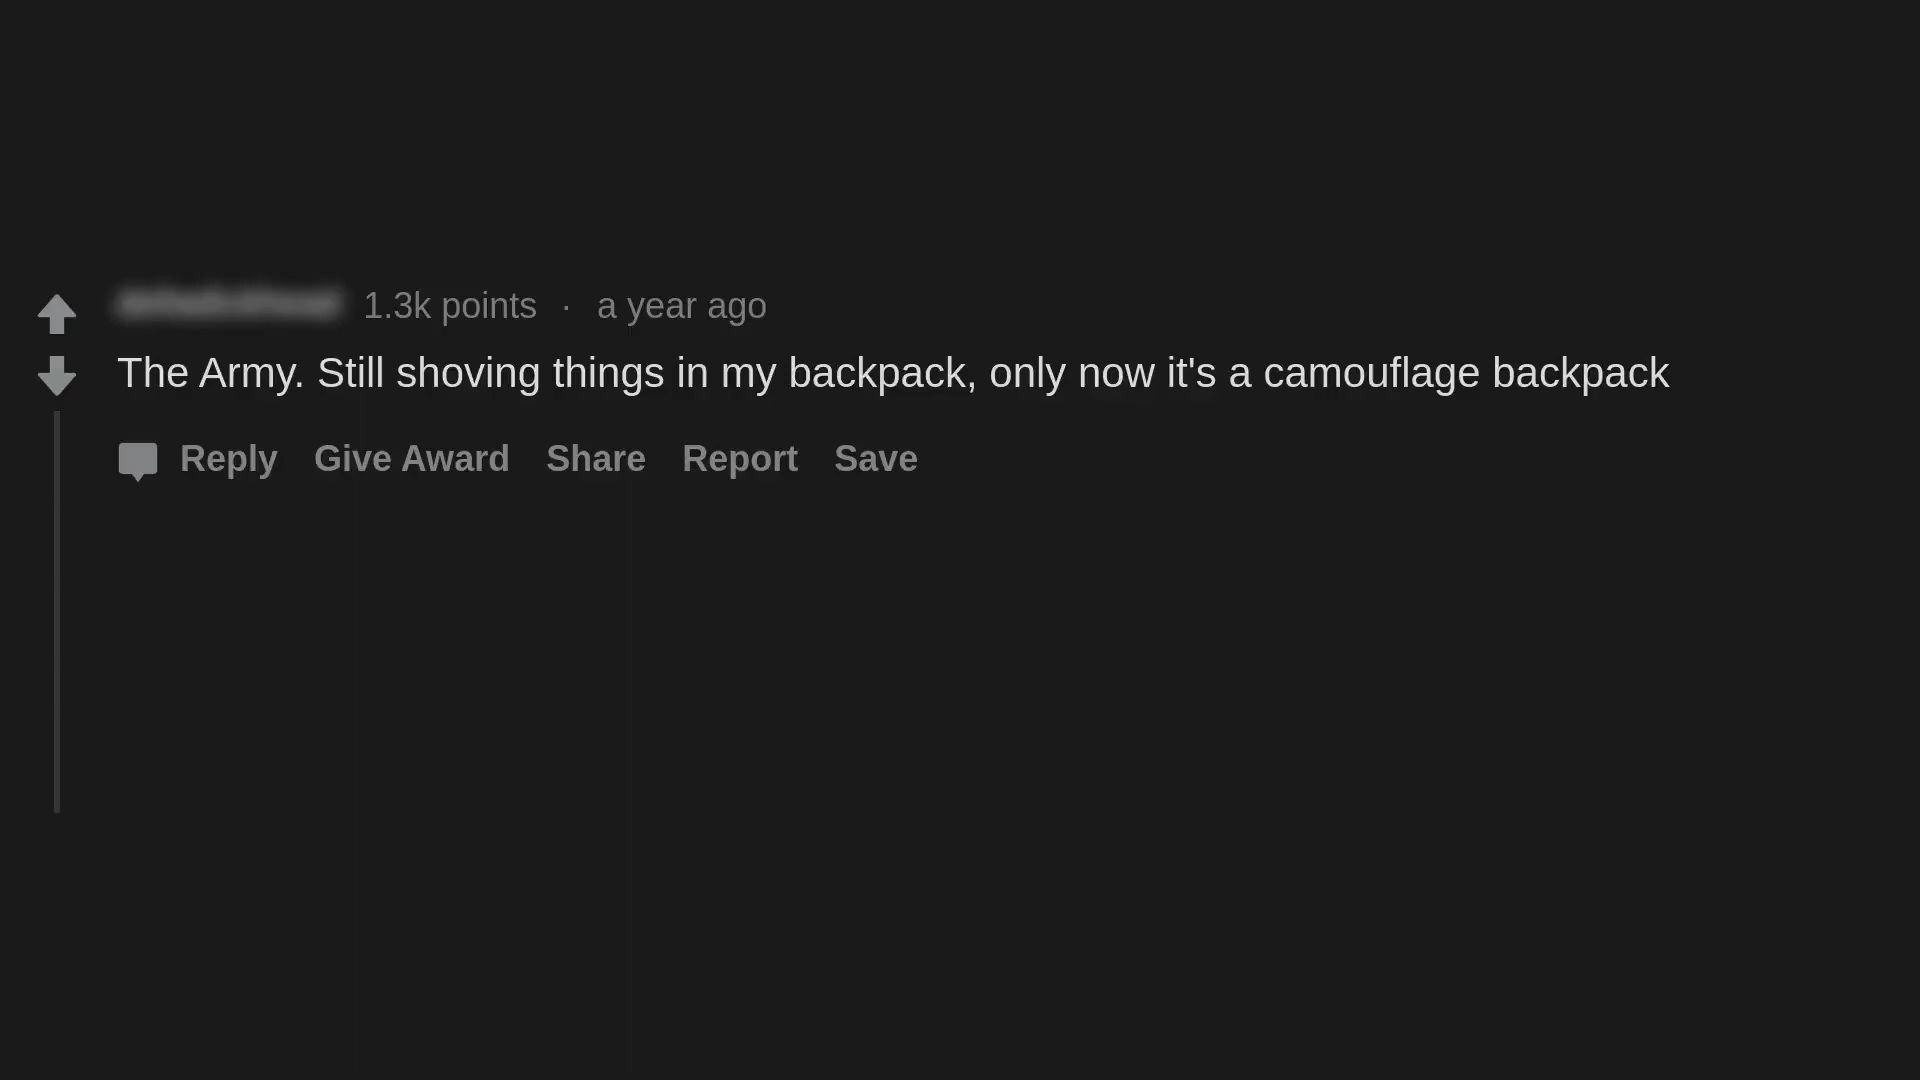 1.3k points · a year ago
The Army. Still shoving things in my backpack, only now it's a camouflage backpack
Reply Give Award Share Report Save